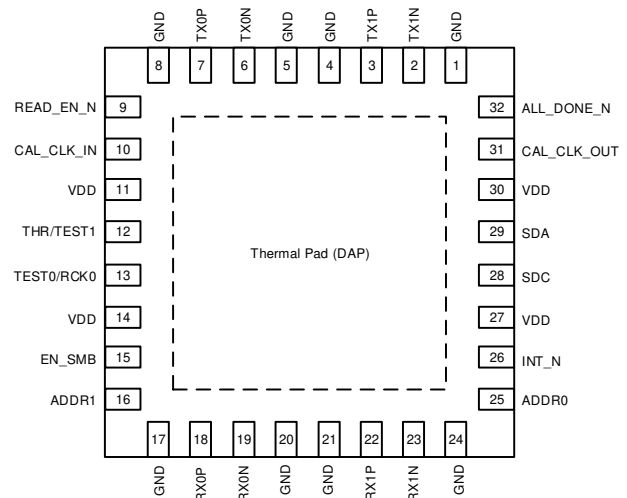 GND TX0P TX0N GND GND TX1P TX1N GND
8 7 6 5 4 3 2 1
READ_EN_N 9 32 ALL_DONE_N
CAL_CLK_IN 10 31 CAL_CLK_OUT
VDD 11 30 VDD
THR/TEST1 12 29 SDA
Thermal Pad (DAP)
TEST0/RCK0 13 28 SDC
VDD 14 27 VDD
EN_SMB 15 26 INT_N
ADDR1 16 25 ADDR0
17 18 19 20 21 22 23 24
GND RX0P RX0N GND GND RX1P RX1N GND